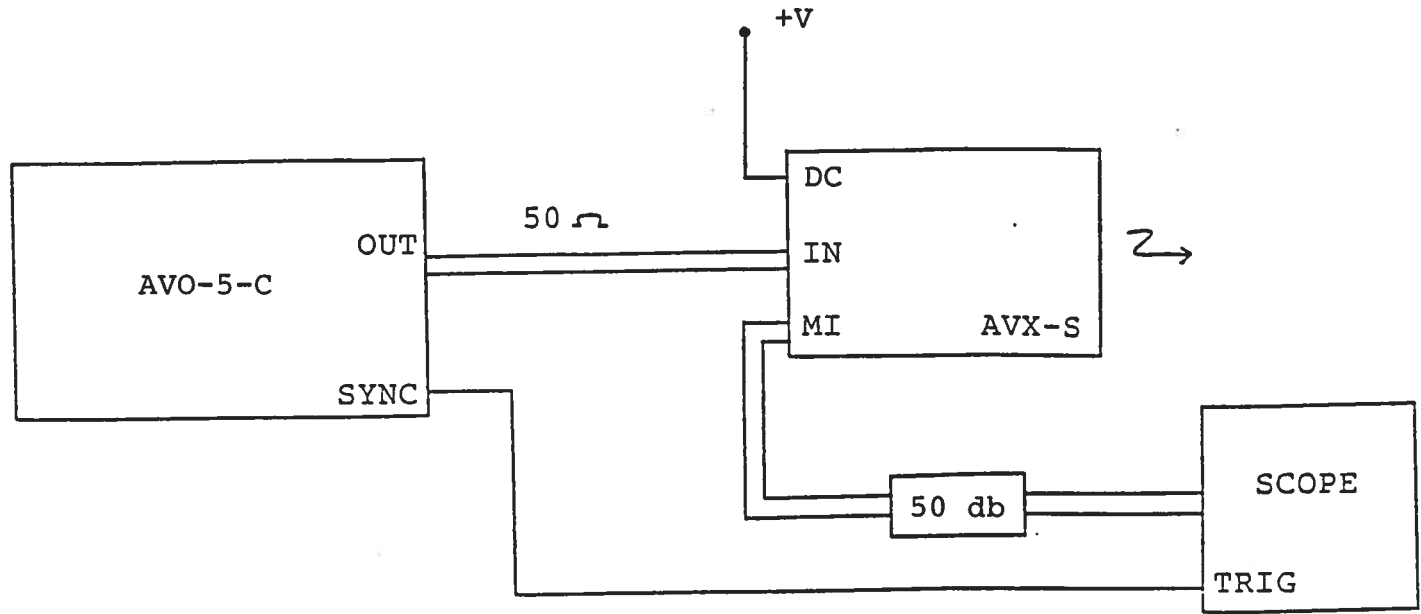 +V
DC
50 Ω
OUT
IN
AVO-5-C
MI
AVX-S
SYNC
SCOPE
50 db
TRIG